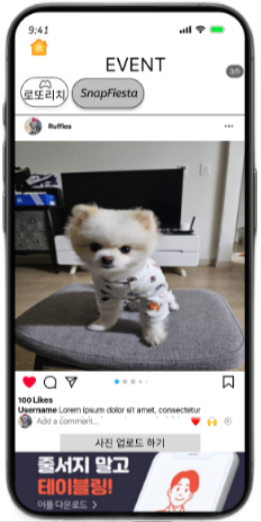 9:41
EVENT
3/5
로또리치
SnapFiesta
Ruffles
100 Likes
Username Lorem ipsum dolor sit amet, consectetur
Add a comment...
사진 업로드 하기
줄서지 말고
테이블링!
어플 다운로드 >